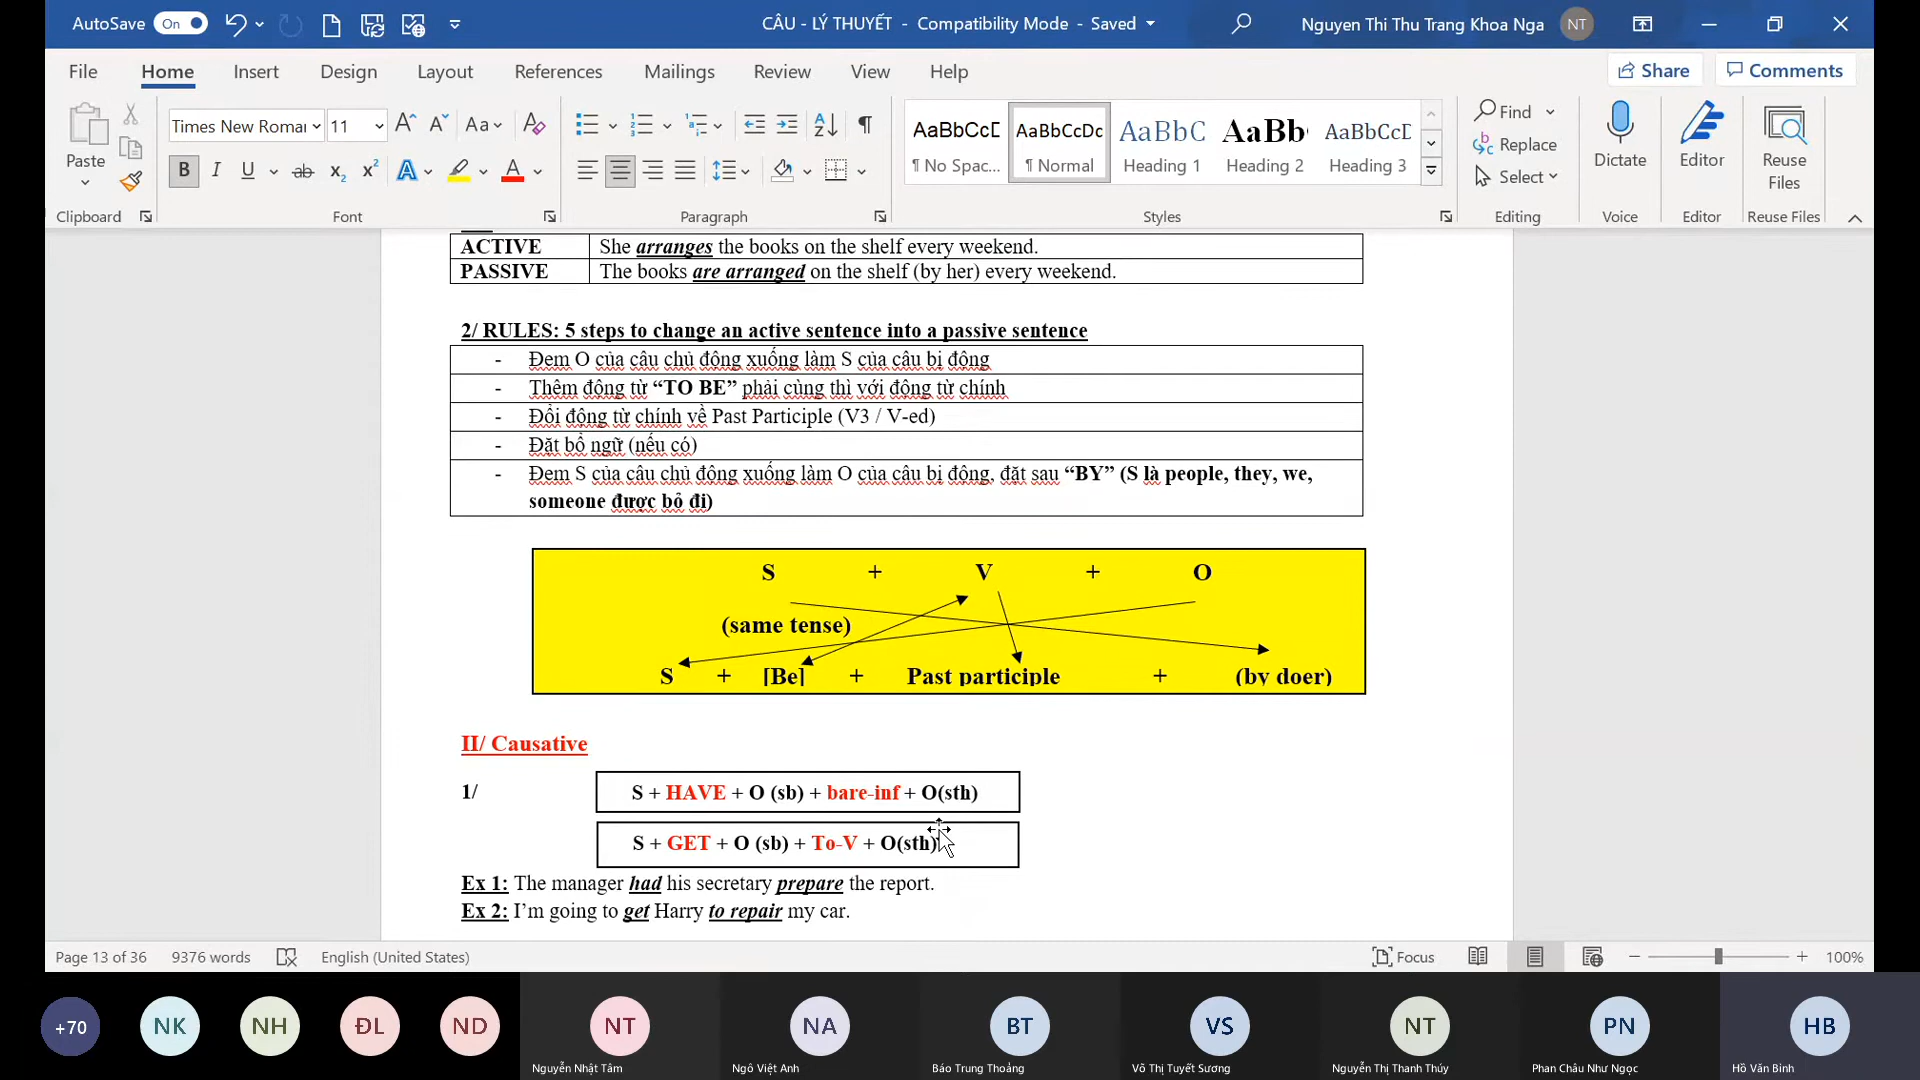 AutoSave On CÂU - LÝ THUYẾT - Compatibility Mode - Saved Nguyen Thi Thu Trang Khoa Nga NT
File Home Insert Design Layout References Mailings Review View Help Share Comments
Times New Roman 11 Aa
Paste
B I U ab x₂ x² A A
AaBbCcD AaBbCcDc AaBbC AaBb AaBbCcD
¶ No Spac... ¶ Normal Heading 1 Heading 2 Heading 3
Find
Replace
Select
Dictate
Editor
Reuse Files
Clipboard Font Paragraph Styles Editing Voice Editor Reuse Files
ACTIVE She arranges the books on the shelf every weekend.
PASSIVE The books are arranged on the shelf (by her) every weekend.
2/ RULES: 5 steps to change an active sentence into a passive sentence
- Đem O của câu chủ động xuống làm S của câu bị động
- Thêm động từ “TO BE” phải cùng thì với động từ chính
- Đổi động từ chính về Past Participle (V3 / V-ed)
- Đặt bổ ngữ (nếu có)
- Đem S của câu chủ động xuống làm O của câu bị động, đặt sau “BY” (S là people, they, we,
someone được bỏ đi)
S + V + O
(same tense)
S + [Be] + Past participle + (by doer)
II/ Causative
1/ S + HAVE + O (sb) + bare-inf + O(sth)
S + GET + O (sb) + To-V + O(sth)
Ex 1: The manager had his secretary prepare the report.
Ex 2: I’m going to get Harry to repair my car.
Page 13 of 36 9376 words English (United States) Focus 100%
+70 NK NH ĐL ND NT NA BT VS NT PN HB
Nguyễn Nhật Tâm Ngô Việt Anh Báo Trung Thoảng Võ Thị Tuyết Sương Nguyễn Thị Thanh Thúy Phan Châu Như Ngọc Hồ Văn Bình